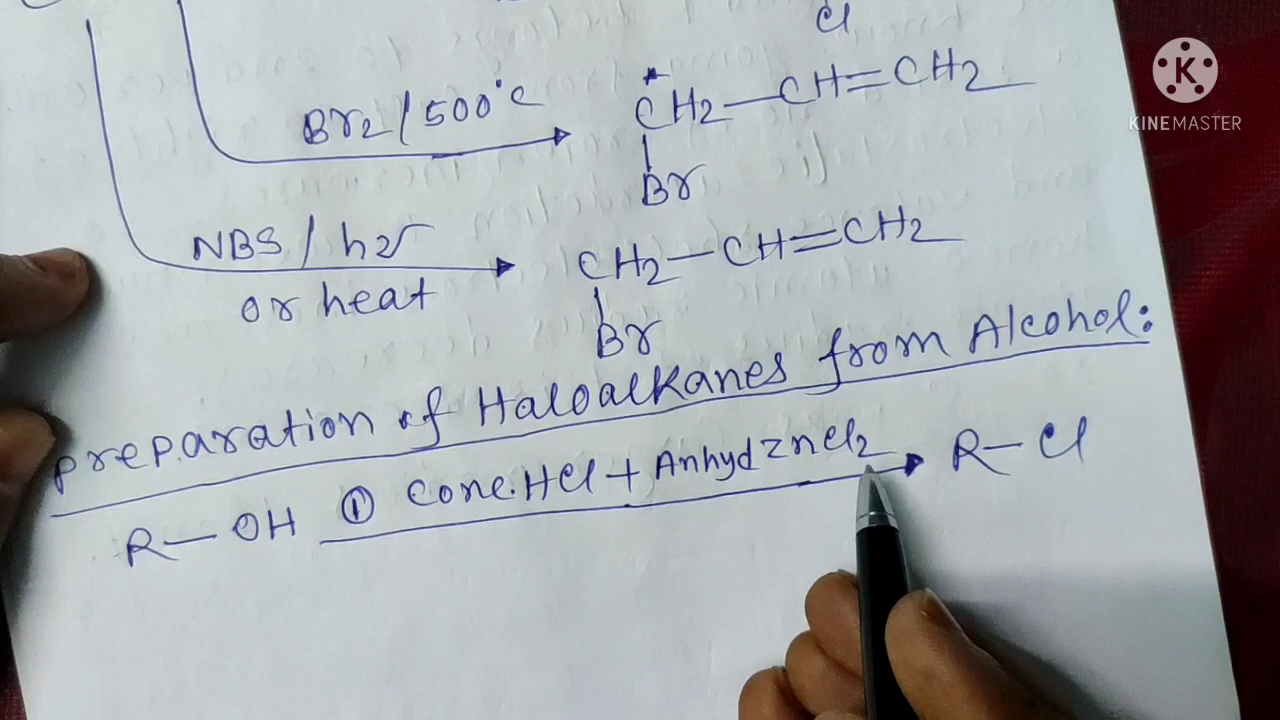 Cl
Br2/500°C
*
CH2—CH=CH2
Br
NBS/hν
or heat
CH2—CH=CH2
Br
Preparation of Haloalkanes from Alcohol:
R—OH ① Conc.HCl+Anhyd ZnCl2 R—Cl
K
KINEMASTER